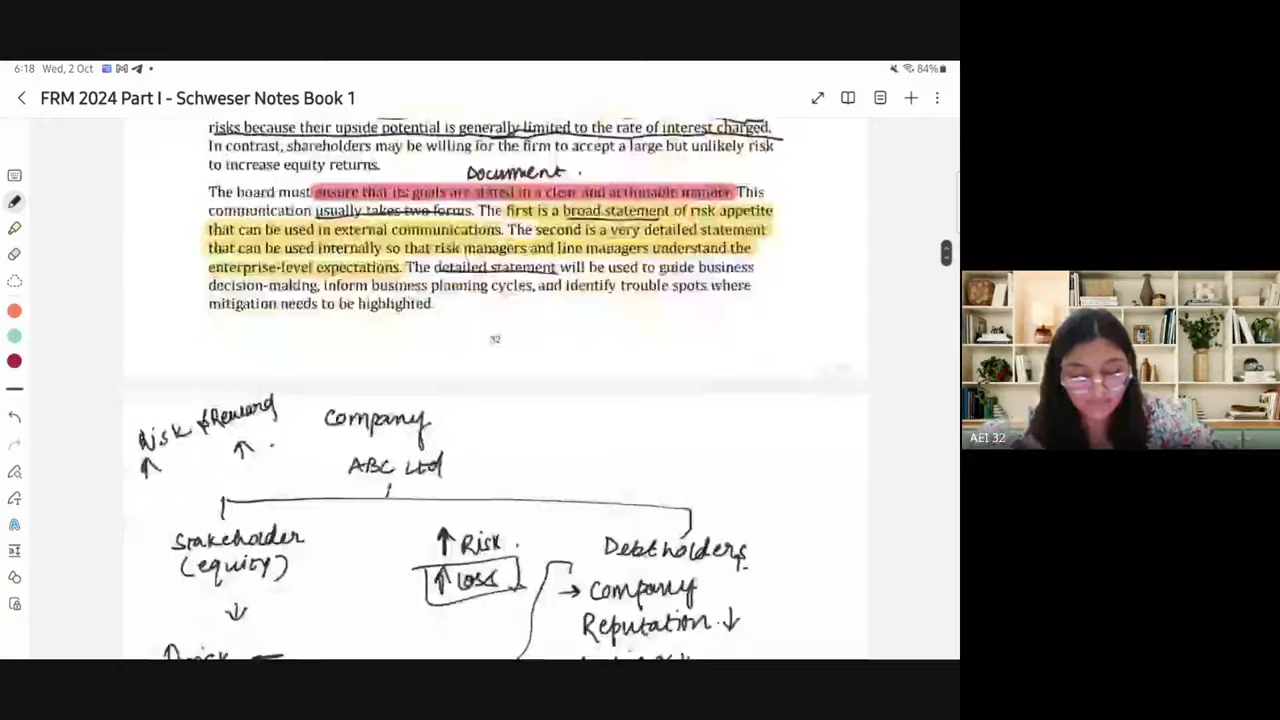 6:18 Wed, 2 Oct
84%
FRM 2024 Part I - Schweser Notes Book 1
risks because their upside potential is generally limited to the rate of interest charged.
In contrast, shareholders may be willing for the firm to accept a large but unlikely risk
to increase equity returns.
Document.
The board must ensure that its goals are stated in a clear and actionable manner. This
communication usually takes two forms. The first is a broad statement of risk appetite
that can be used in external communications. The second is a very detailed statement
that can be used internally so that risk managers and line managers understand the
enterprise-level expectations. The detailed statement will be used to guide business
decision-making, inform business planning cycles, and identify trouble spots where
mitigation needs to be highlighted.
32
Risk & Reward
↑ ↑.
Company
ABC Ltd
Stakeholder
(equity)
↓
↑ Risk.
↑ Loss
Debtholders
→ Company
Reputation ↓
AEI 32